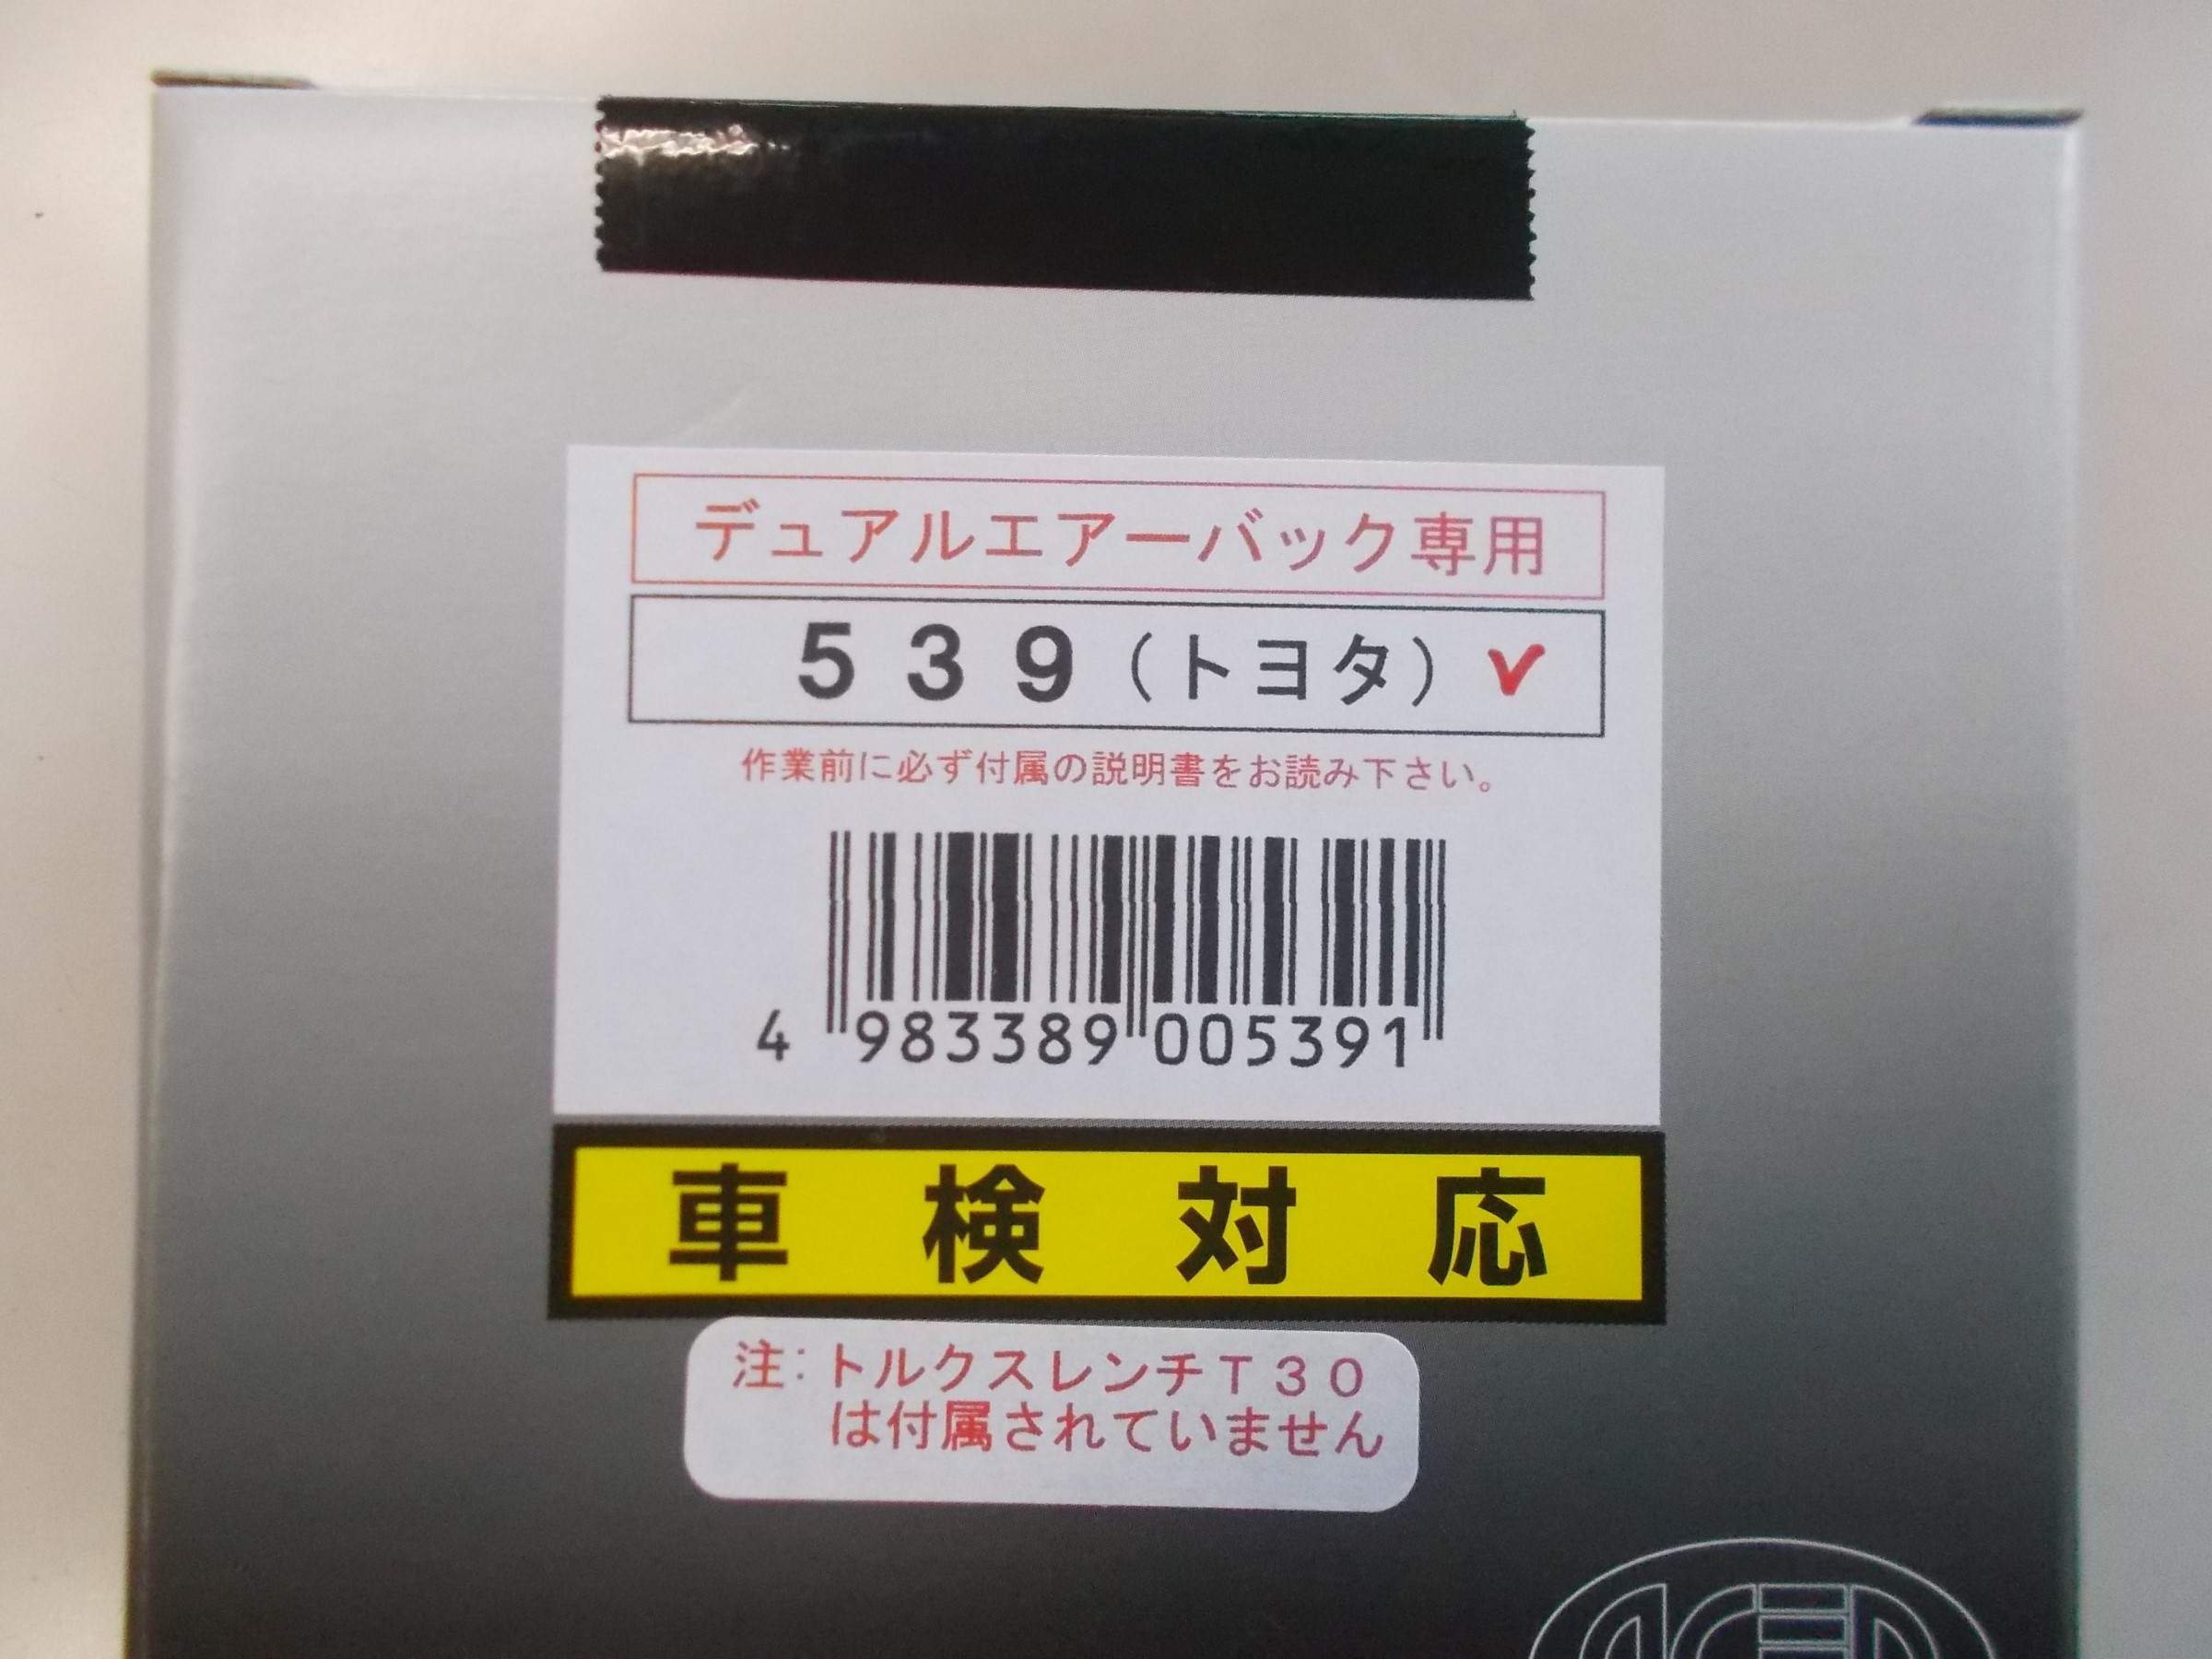 デュアルエアーバック専用
５３９（トヨタ）✓
作業前に必ず付属の説明書をお読み下さい。
4 983389 005391
車検対応
注：トルクスレンチＴ３０
は付属されていません